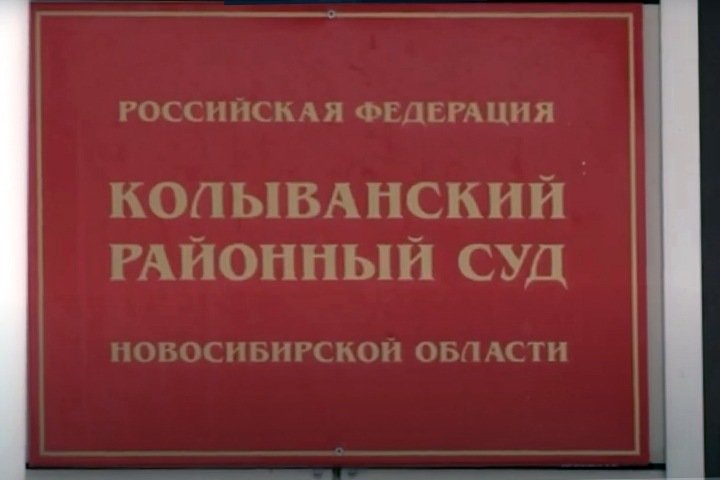 РОССИЙСКАЯ ФЕДЕРАЦИЯ
КОЛЫВАНСКИЙ
РАЙОННЫЙ СУД
НОВОСИБИРСКОЙ ОБЛАСТИ